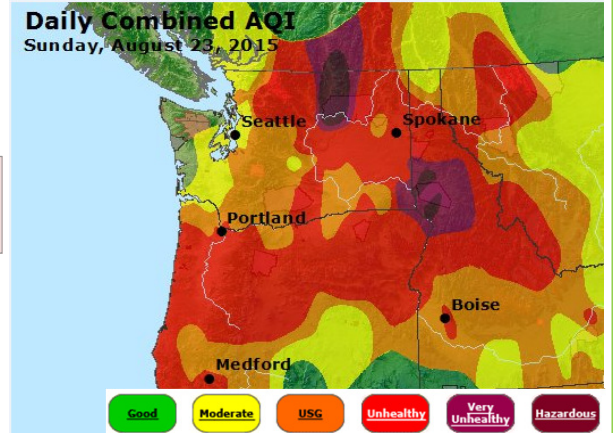 Daily Combined AQI
Sunday, August 23, 2015
Seattle
Spokane
Portland
Boise
Medford
Good
Moderate
USG
Unhealthy
Very
Unhealthy
Hazardous